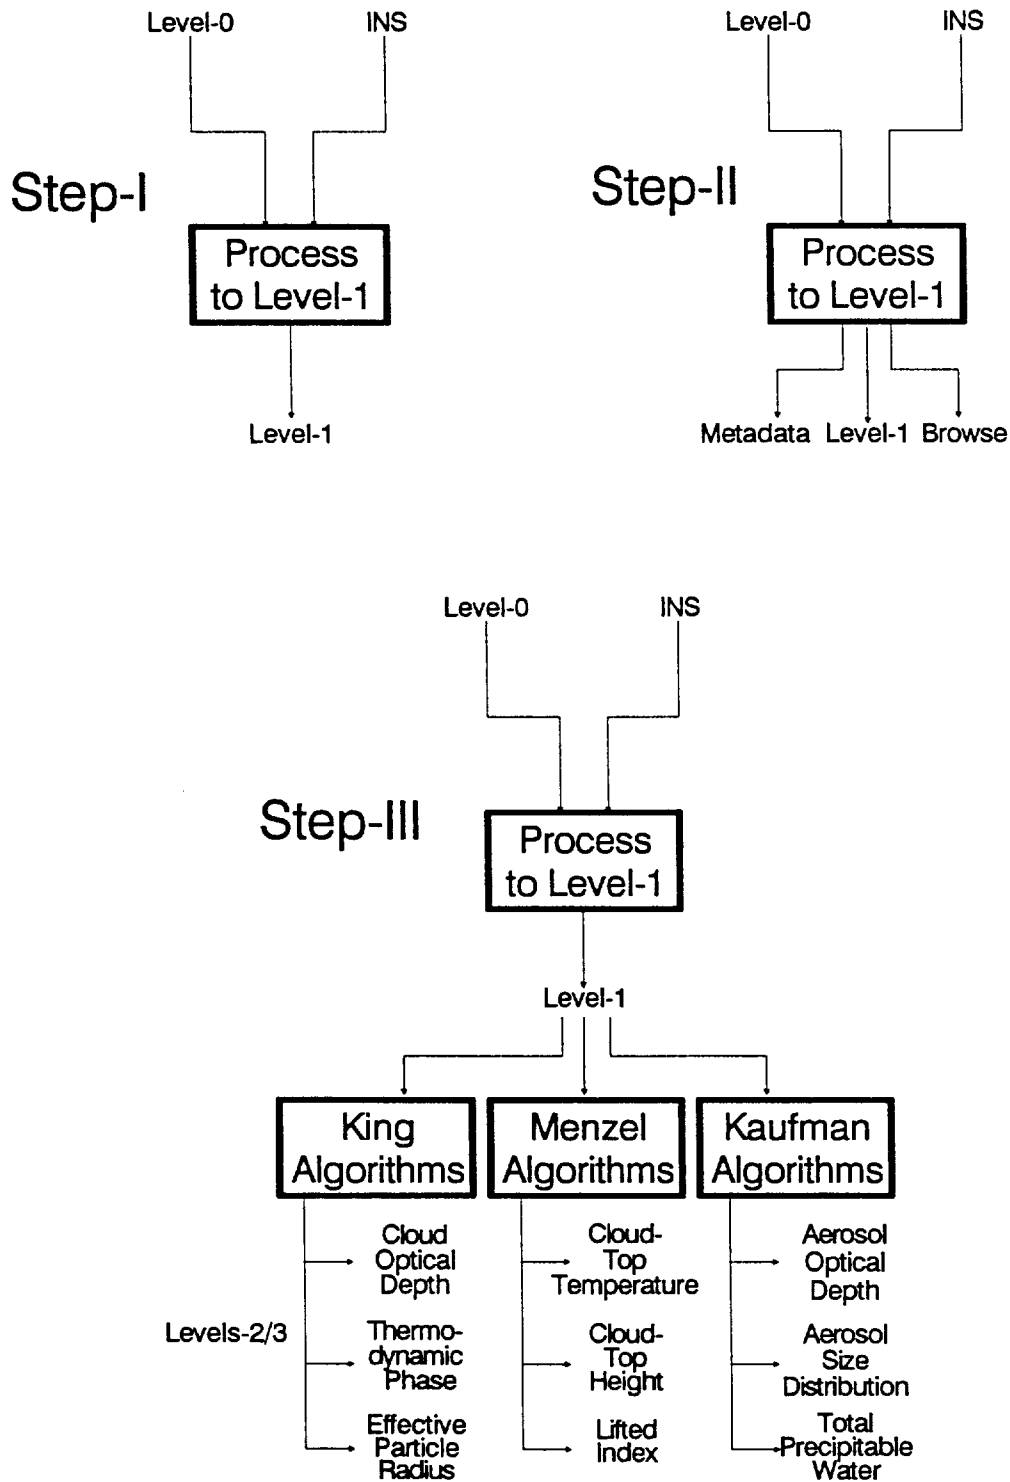 Level-0 INS
Step-I
Process
to Level-1
Level-1
Level-0 INS
Step-II
Process
to Level-1
Metadata Level-1 Browse
Level-0 INS
Step-III
Process
to Level-1
Level-1
King
Algorithms
Menzel
Algorithms
Kaufman
Algorithms
Levels-2/3
Cloud
Optical
Depth
Thermo-
dynamic
Phase
Effective
Particle
Radius
Cloud-
Top
Temperature
Cloud-
Top
Height
Lifted
Index
Aerosol
Optical
Depth
Aerosol
Size
Distribution
Total
Precipitable
Water